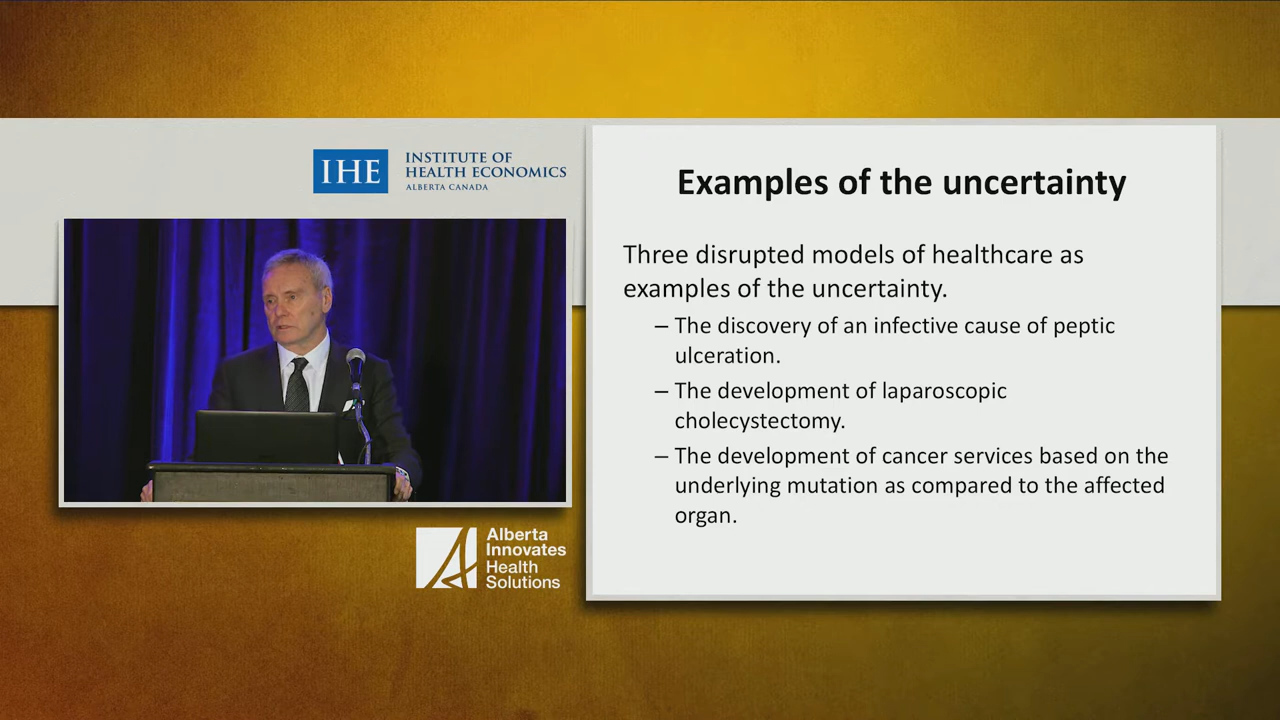 IHE
INSTITUTE OF
HEALTH ECONOMICS
ALBERTA CANADA
Alberta
Innovates
Health
Solutions
Examples of the uncertainty
Three disrupted models of healthcare as
examples of the uncertainty.
– The discovery of an infective cause of peptic
ulceration.
– The development of laparoscopic
cholecystectomy.
– The development of cancer services based on the
underlying mutation as compared to the affected
organ.